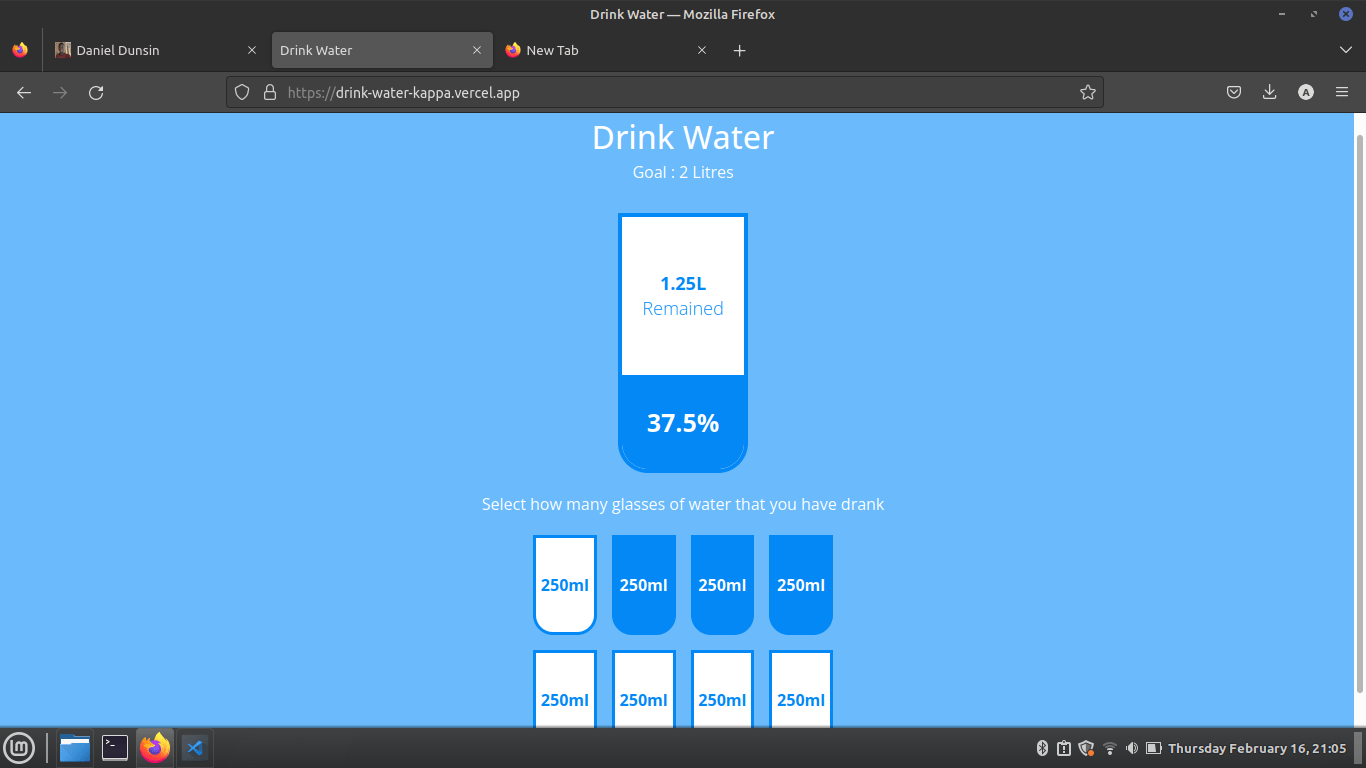 Drink Water — Mozilla Firefox
Daniel Dunsin
Drink Water
New Tab
https://drink-water-kappa.vercel.app
A
Drink Water
Goal : 2 Litres
1.25L
Remained
37.5%
Select how many glasses of water that you have drank
250ml 250ml 250ml 250ml
250ml 250ml 250ml 250ml
Thursday February 16, 21:05